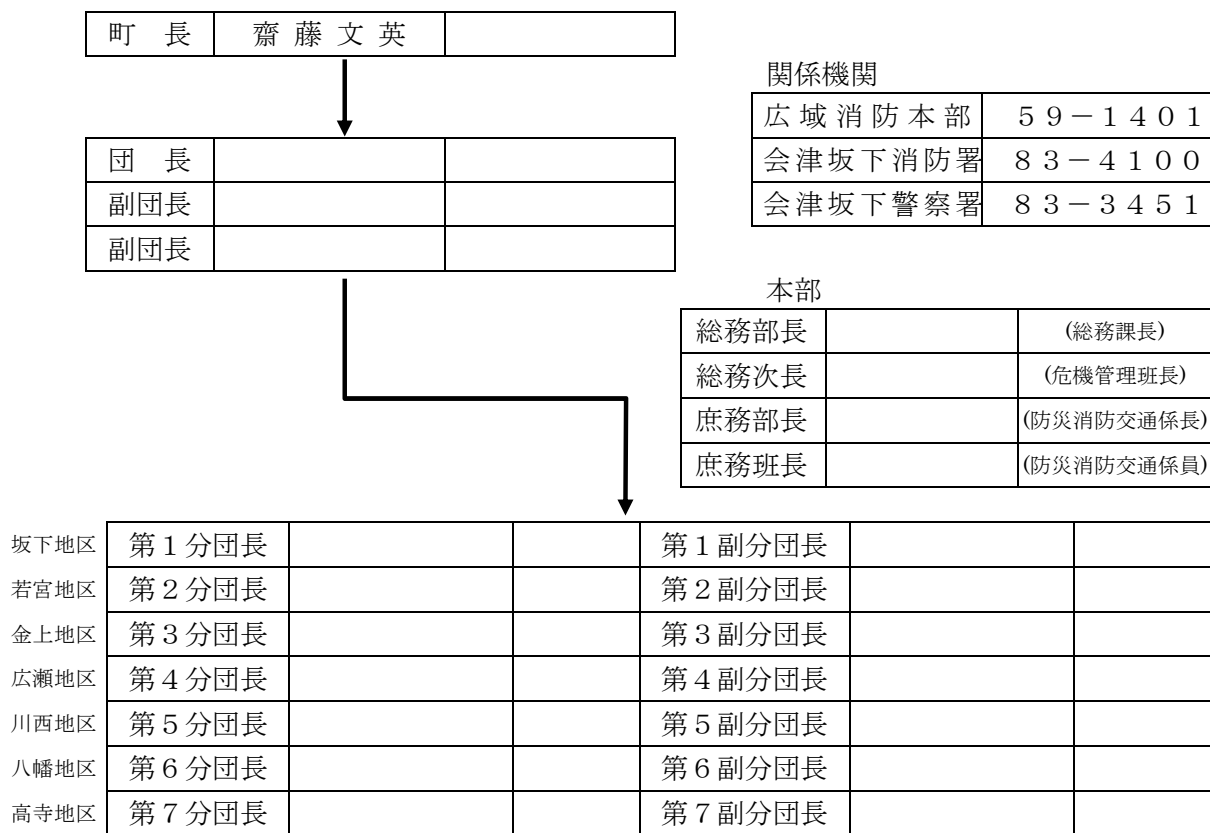 町　長　齋藤文英
関係機関
広域消防本部　５９－１４０１
会津坂下消防署　８３－４１００
会津坂下警察署　８３－３４５１
団　長
副団長
副団長
本部
総務部長　(総務課長)
総務次長　(危機管理班長)
庶務部長　(防災消防交通係長)
庶務班長　(防災消防交通係員)
坂下地区　第１分団長　第１副分団長
若宮地区　第２分団長　第２副分団長
金上地区　第３分団長　第３副分団長
広瀬地区　第４分団長　第４副分団長
川西地区　第５分団長　第５副分団長
八幡地区　第６分団長　第６副分団長
高寺地区　第７分団長　第７副分団長